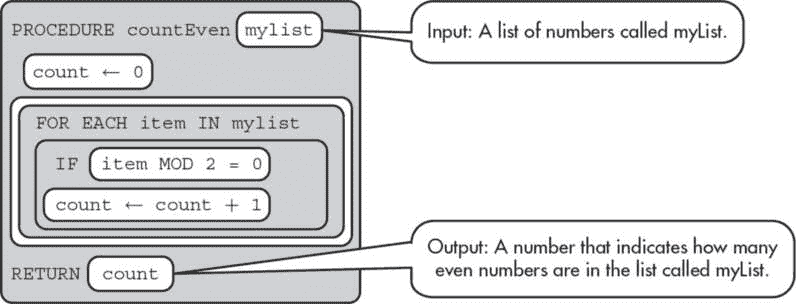 PROCEDURE countEven mylist
Input: A list of numbers called myList.
count ← 0
FOR EACH item IN mylist
IF item MOD 2 = 0
count ← count + 1
Output: A number that indicates how many
even numbers are in the list called myList.
RETURN count